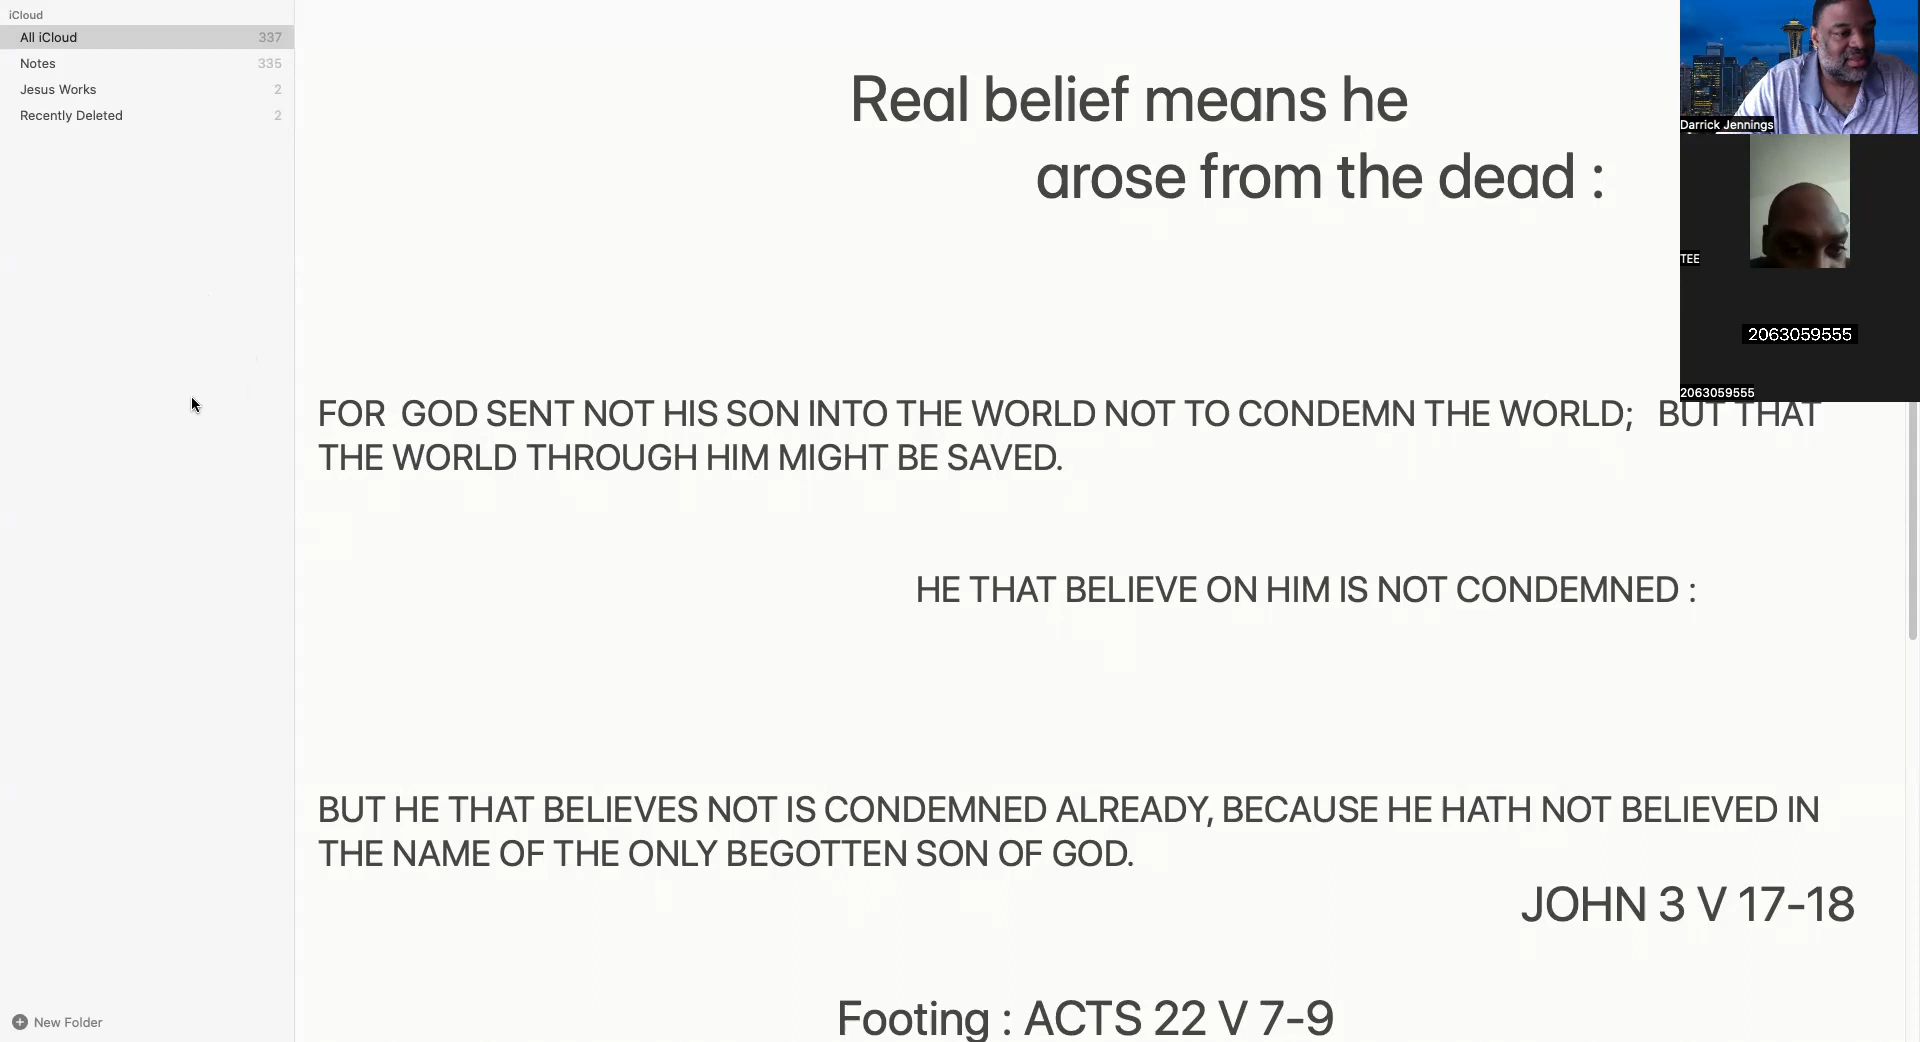 iCloud
All iCloud 337
Notes 335
Jesus Works 2
Recently Deleted 2
New Folder
Real belief means he
arose from the dead :
FOR GOD SENT NOT HIS SON INTO THE WORLD NOT TO CONDEMN THE WORLD; BUT THAT
THE WORLD THROUGH HIM MIGHT BE SAVED.
HE THAT BELIEVE ON HIM IS NOT CONDEMNED :
BUT HE THAT BELIEVES NOT IS CONDEMNED ALREADY, BECAUSE HE HATH NOT BELIEVED IN
THE NAME OF THE ONLY BEGOTTEN SON OF GOD.
JOHN 3 V 17-18
Footing : ACTS 22 V 7-9
Darrick Jennings
TEE
2063059555
2063059555